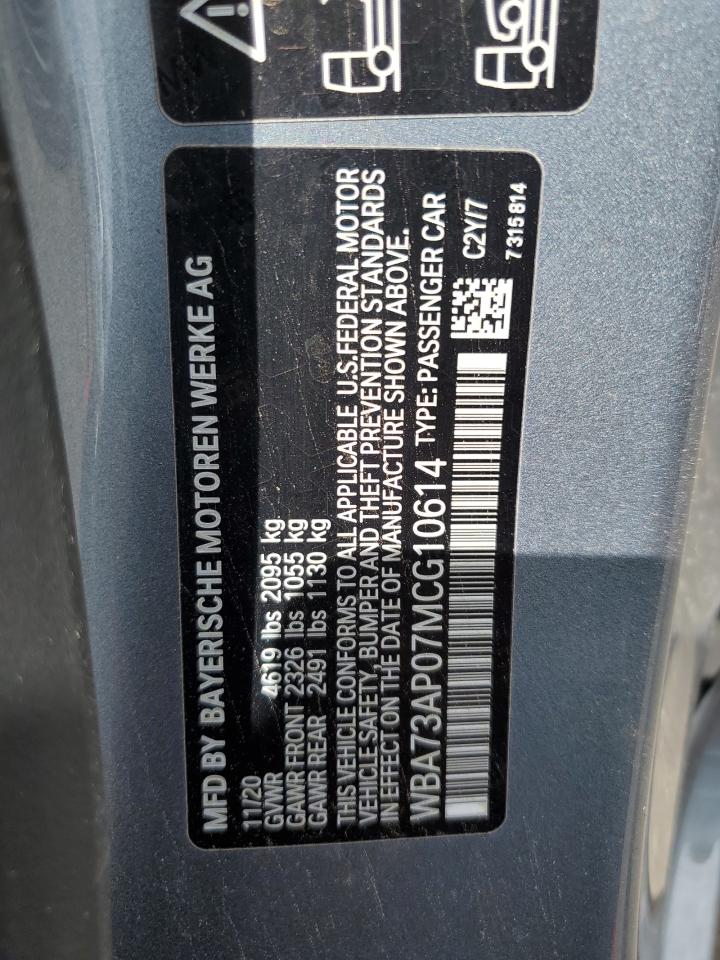 MFD BY BAYERISCHE MOTOREN WERKE AG
11/20
GVWR 4619 lbs 2095 kg
GAWR FRONT 2326 lbs 1055 kg
GAWR REAR 2491 lbs 1130 kg
THIS VEHICLE CONFORMS TO ALL APPLICABLE U.S.FEDERAL MOTOR
VEHICLE SAFETY, BUMPER AND THEFT PREVENTION STANDARDS
IN EFFECT ON THE DATE OF MANUFACTURE SHOWN ABOVE.
WBA73AP07MCG10614 TYPE: PASSENGER CAR
C2Y/7
7 315 814